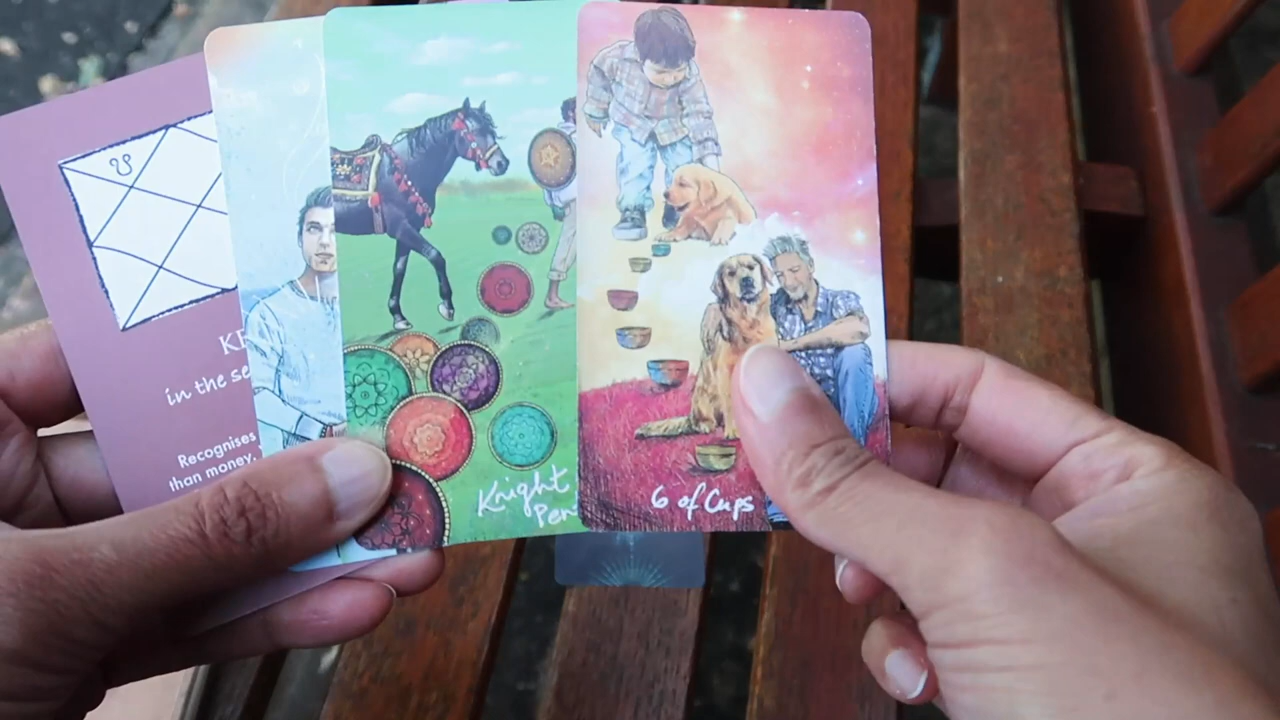 in the se
Recognises
than money,
Knight
Pen
6 of Cups